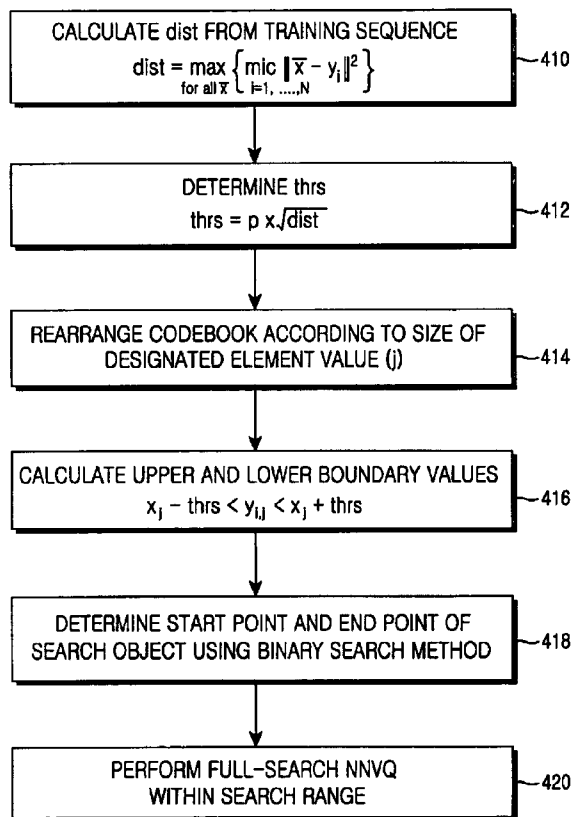 CALCULATE dist FROM TRAINING SEQUENCE
dist = max { mic ‖x̄ − yᵢ‖² }
for all x̄ i=1, ....,N
410
DETERMINE thrs
thrs = p x√dist
412
REARRANGE CODEBOOK ACCORDING TO SIZE OF
DESIGNATED ELEMENT VALUE (j)
414
CALCULATE UPPER AND LOWER BOUNDARY VALUES
xⱼ − thrs < yᵢ,ⱼ < xⱼ + thrs
416
DETERMINE START POINT AND END POINT OF
SEARCH OBJECT USING BINARY SEARCH METHOD
418
PERFORM FULL-SEARCH NNVQ
WITHIN SEARCH RANGE
420